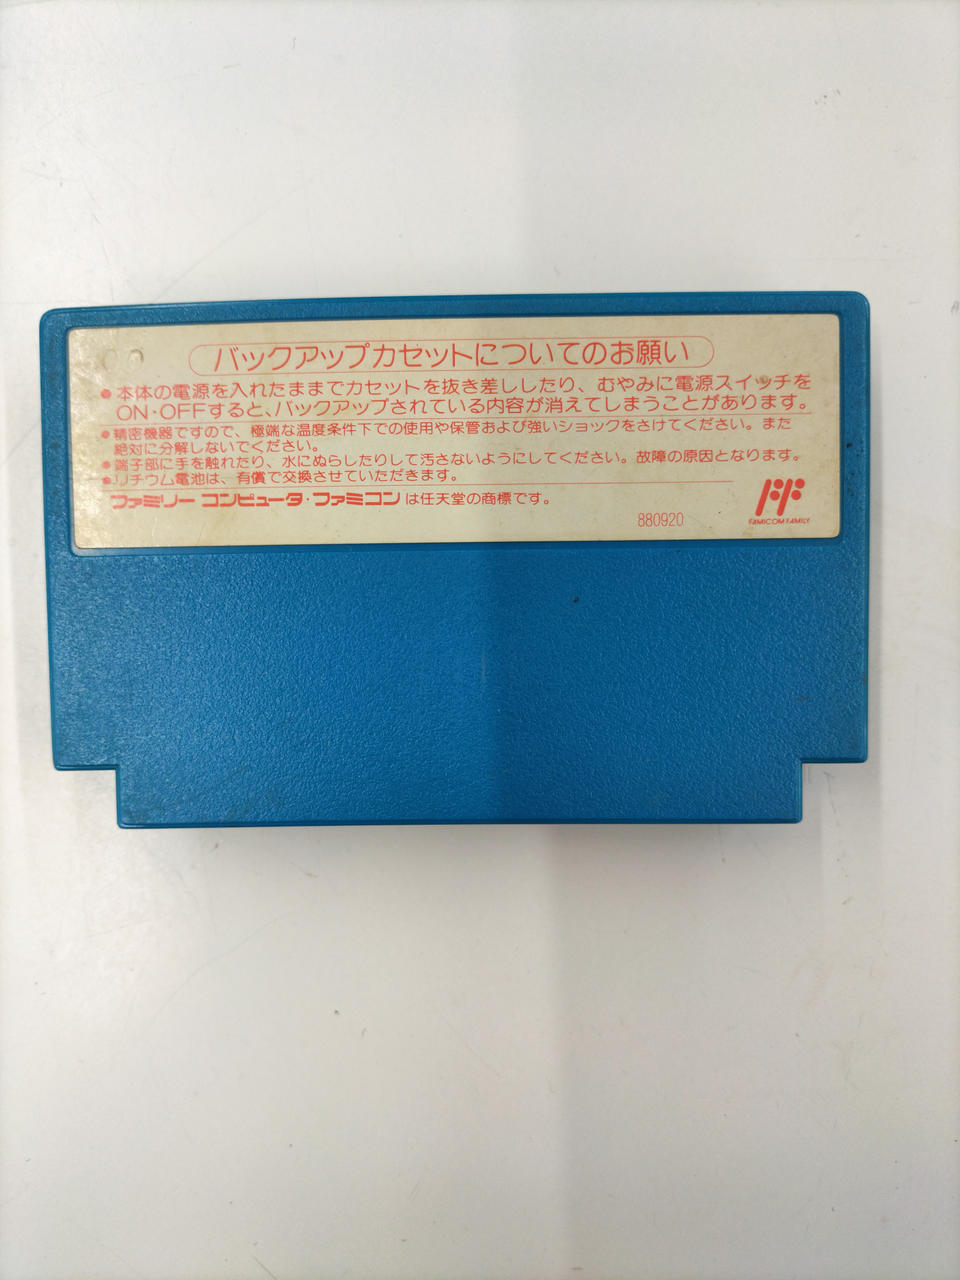 バックアップカセットについてのお願い
●本体の電源を入れたままでカセットを抜き差ししたり、むやみに電源スイッチを
ON・OFFすると、バックアップされている内容が消えてしまうことがあります。
●精密機器ですので、極端な温度条件下での使用や保管および強いショックをさけてください。また
絶対に分解しないでください。
●端子部に手を触れたり、水にぬらしたりして汚さないようにしてください。故障の原因となります。
●リチウム電池は、有償で交換させていただきます。
ファミリー コンピュータ・ファミコンは任天堂の商標です。
880920
FF
FAMICOM FAMILY